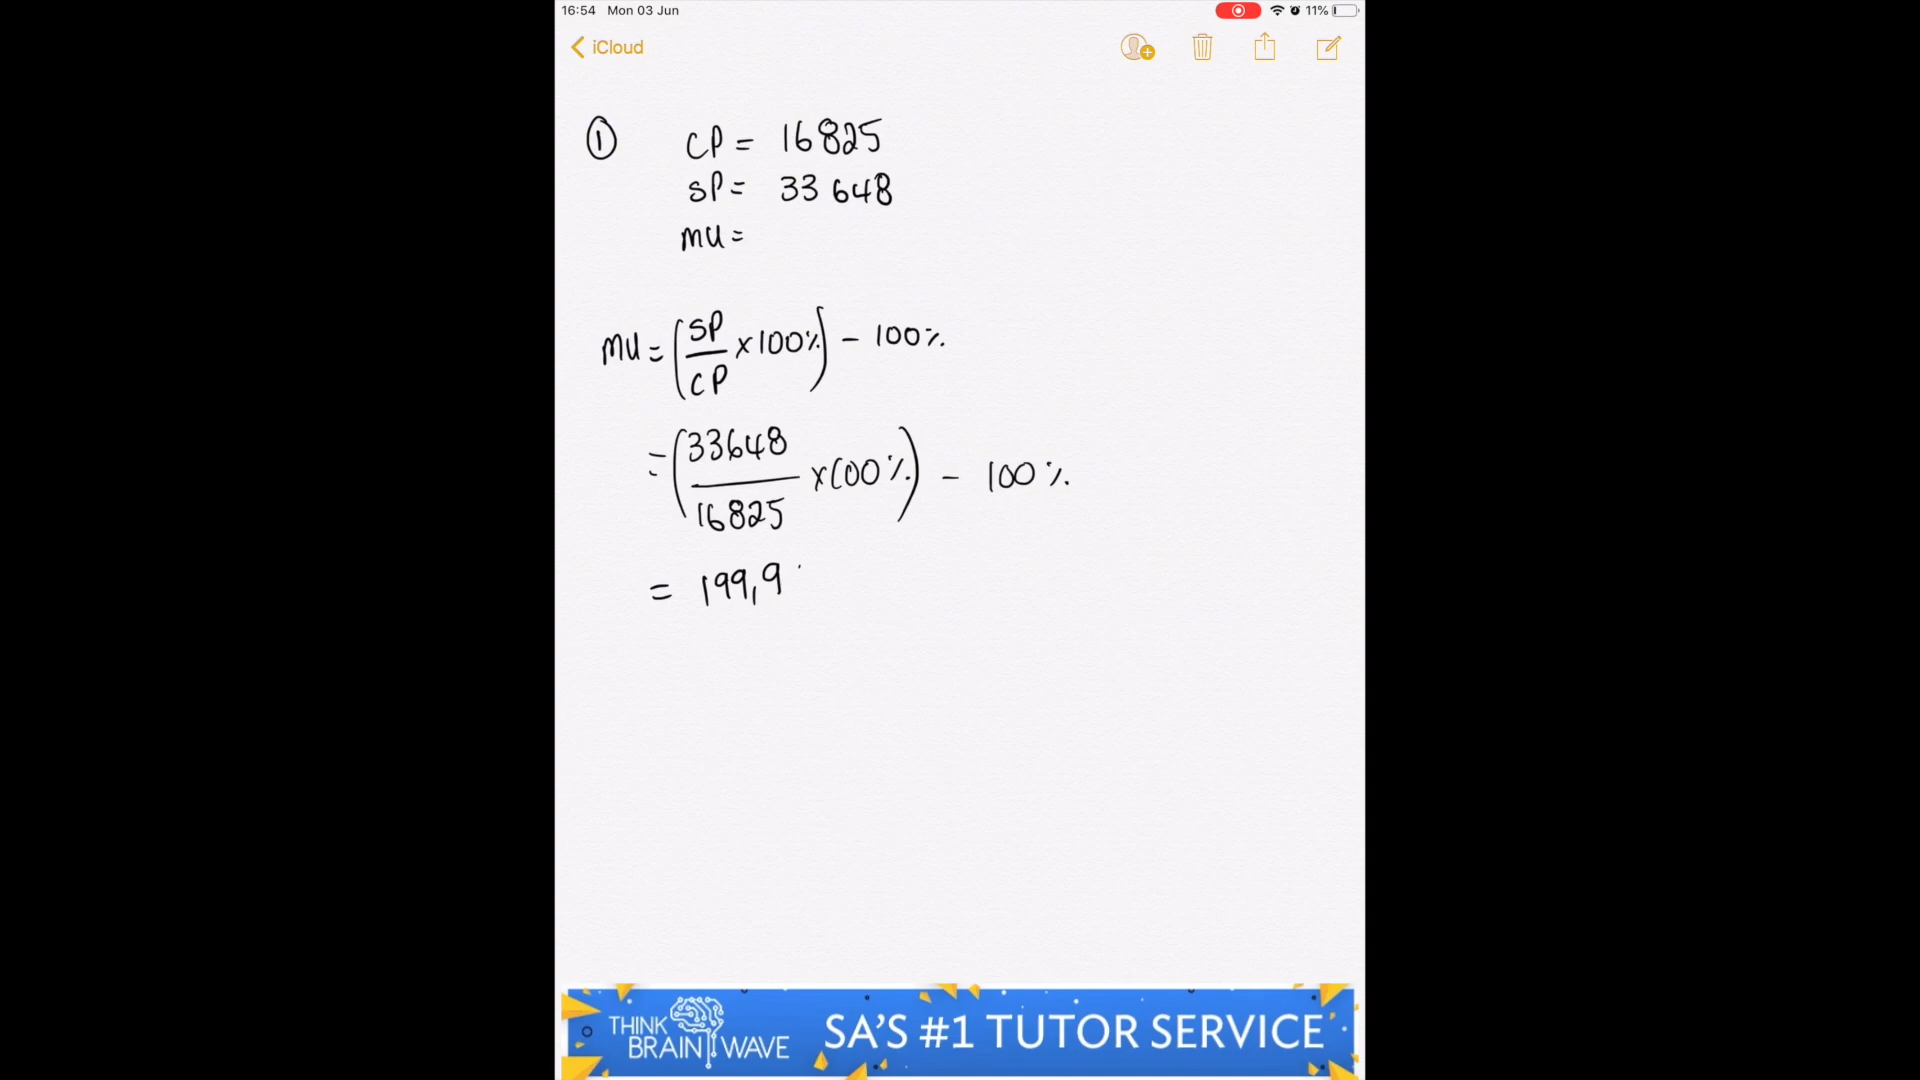 16:54 Mon 03 Jun 11%
iCloud
① CP = 16825
SP = 33 648
MU =
MU = (SP/CP x 100%) - 100%
= (33648/16825 x 100%) - 100%
= 199,9
THINK BRAIN WAVE
SA'S #1 TUTOR SERVICE